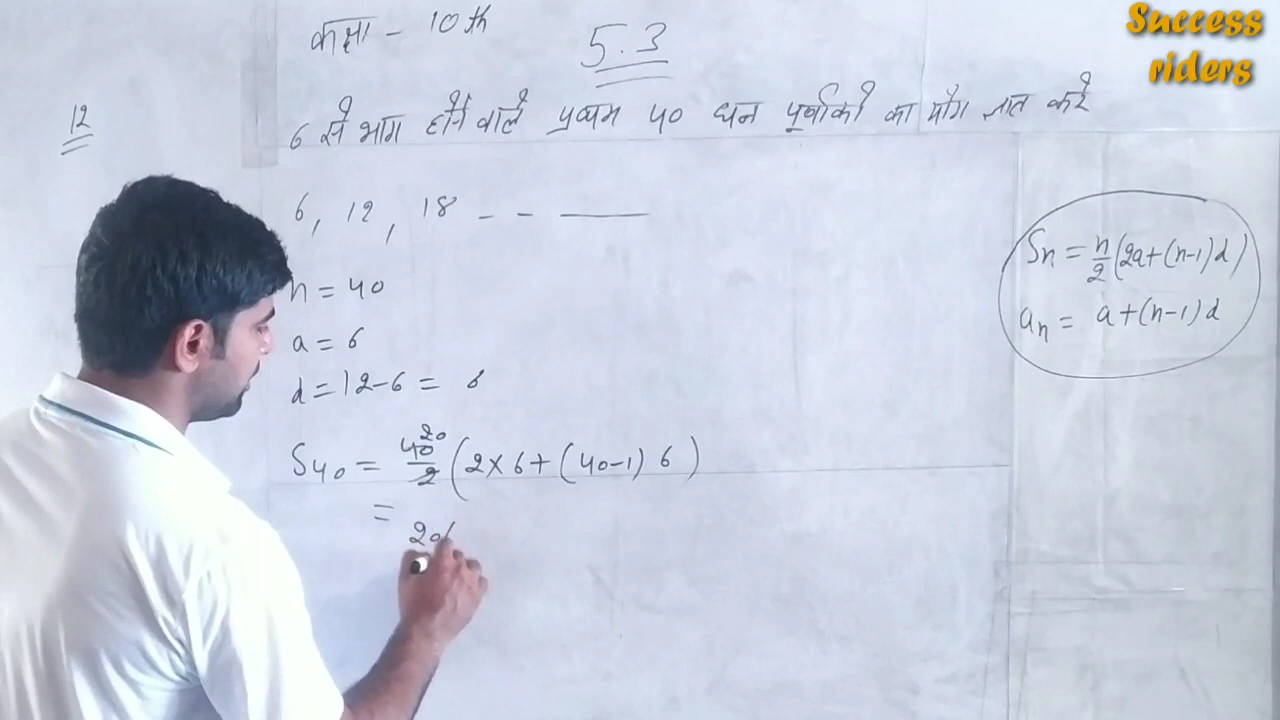 Success
riders
कक्षा - 10th
5.3
12
6 से भाग होने वाले प्रथम 40 धन पूर्णांको का योग ज्ञात करे
6, 12, 18 - - —
n = 40
a = 6
d = 12-6 = 6
S40 = 40/2 20 (2×6+(40-1) 6)
= 20(
Sn = n/2 (2a+(n-1)d)
an = a+(n-1)d